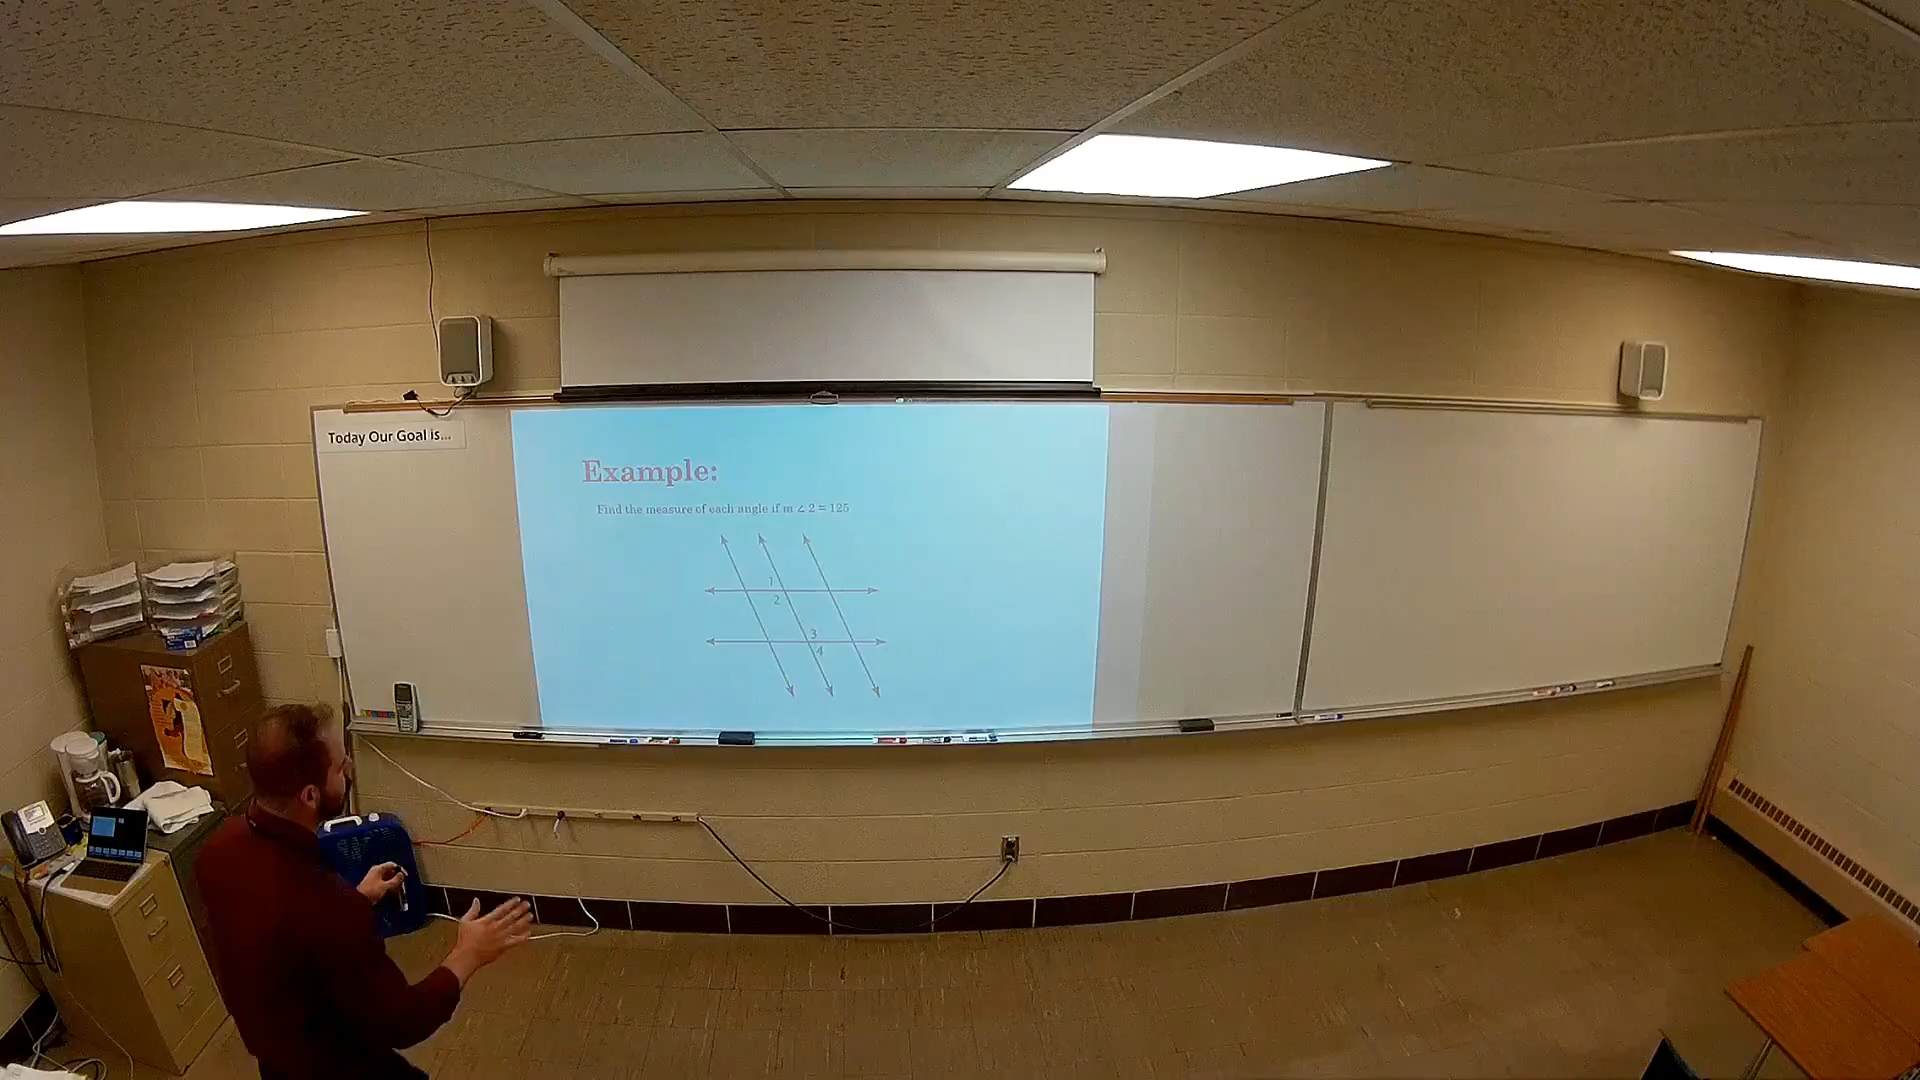 Today Our Goal is...
Example:
Find the measure of each angle if m ∠ 2 = 125
1
2
3
4